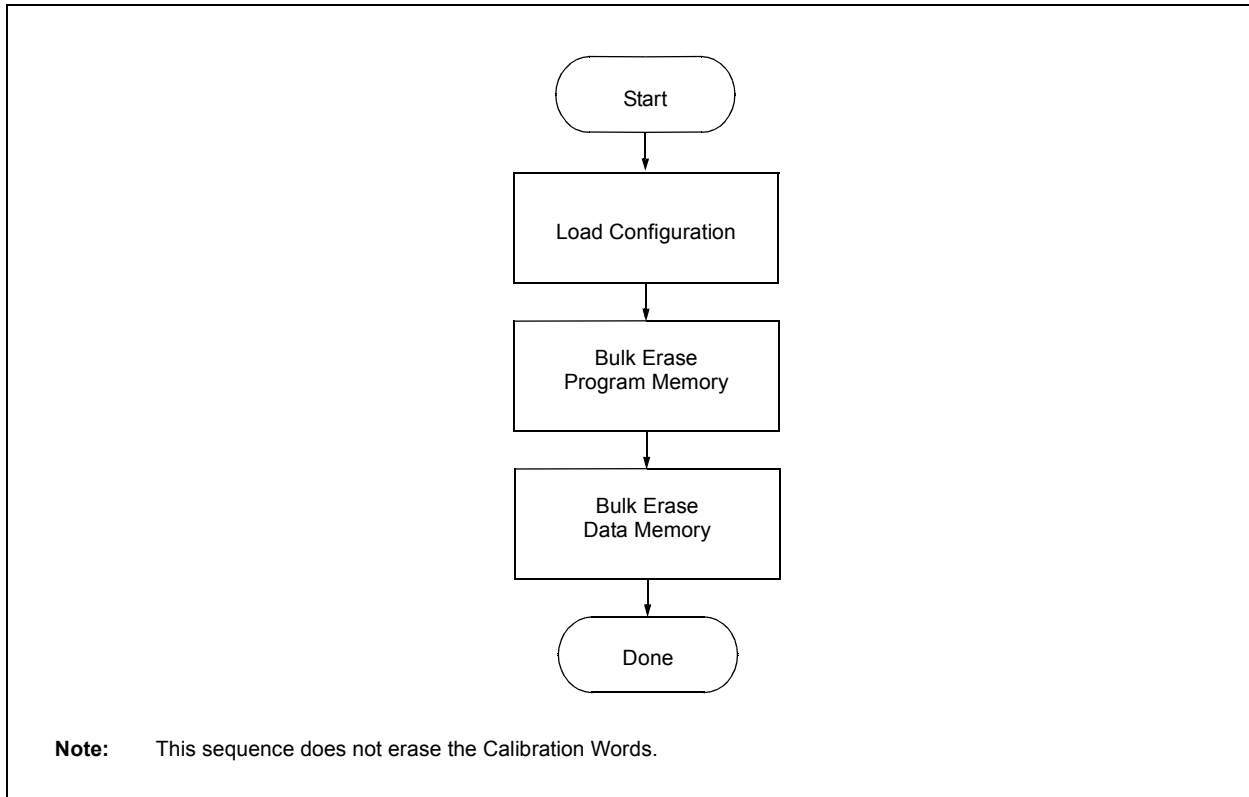 Start
Load Configuration
Bulk Erase
Program Memory
Bulk Erase
Data Memory
Done
Note: This sequence does not erase the Calibration Words.